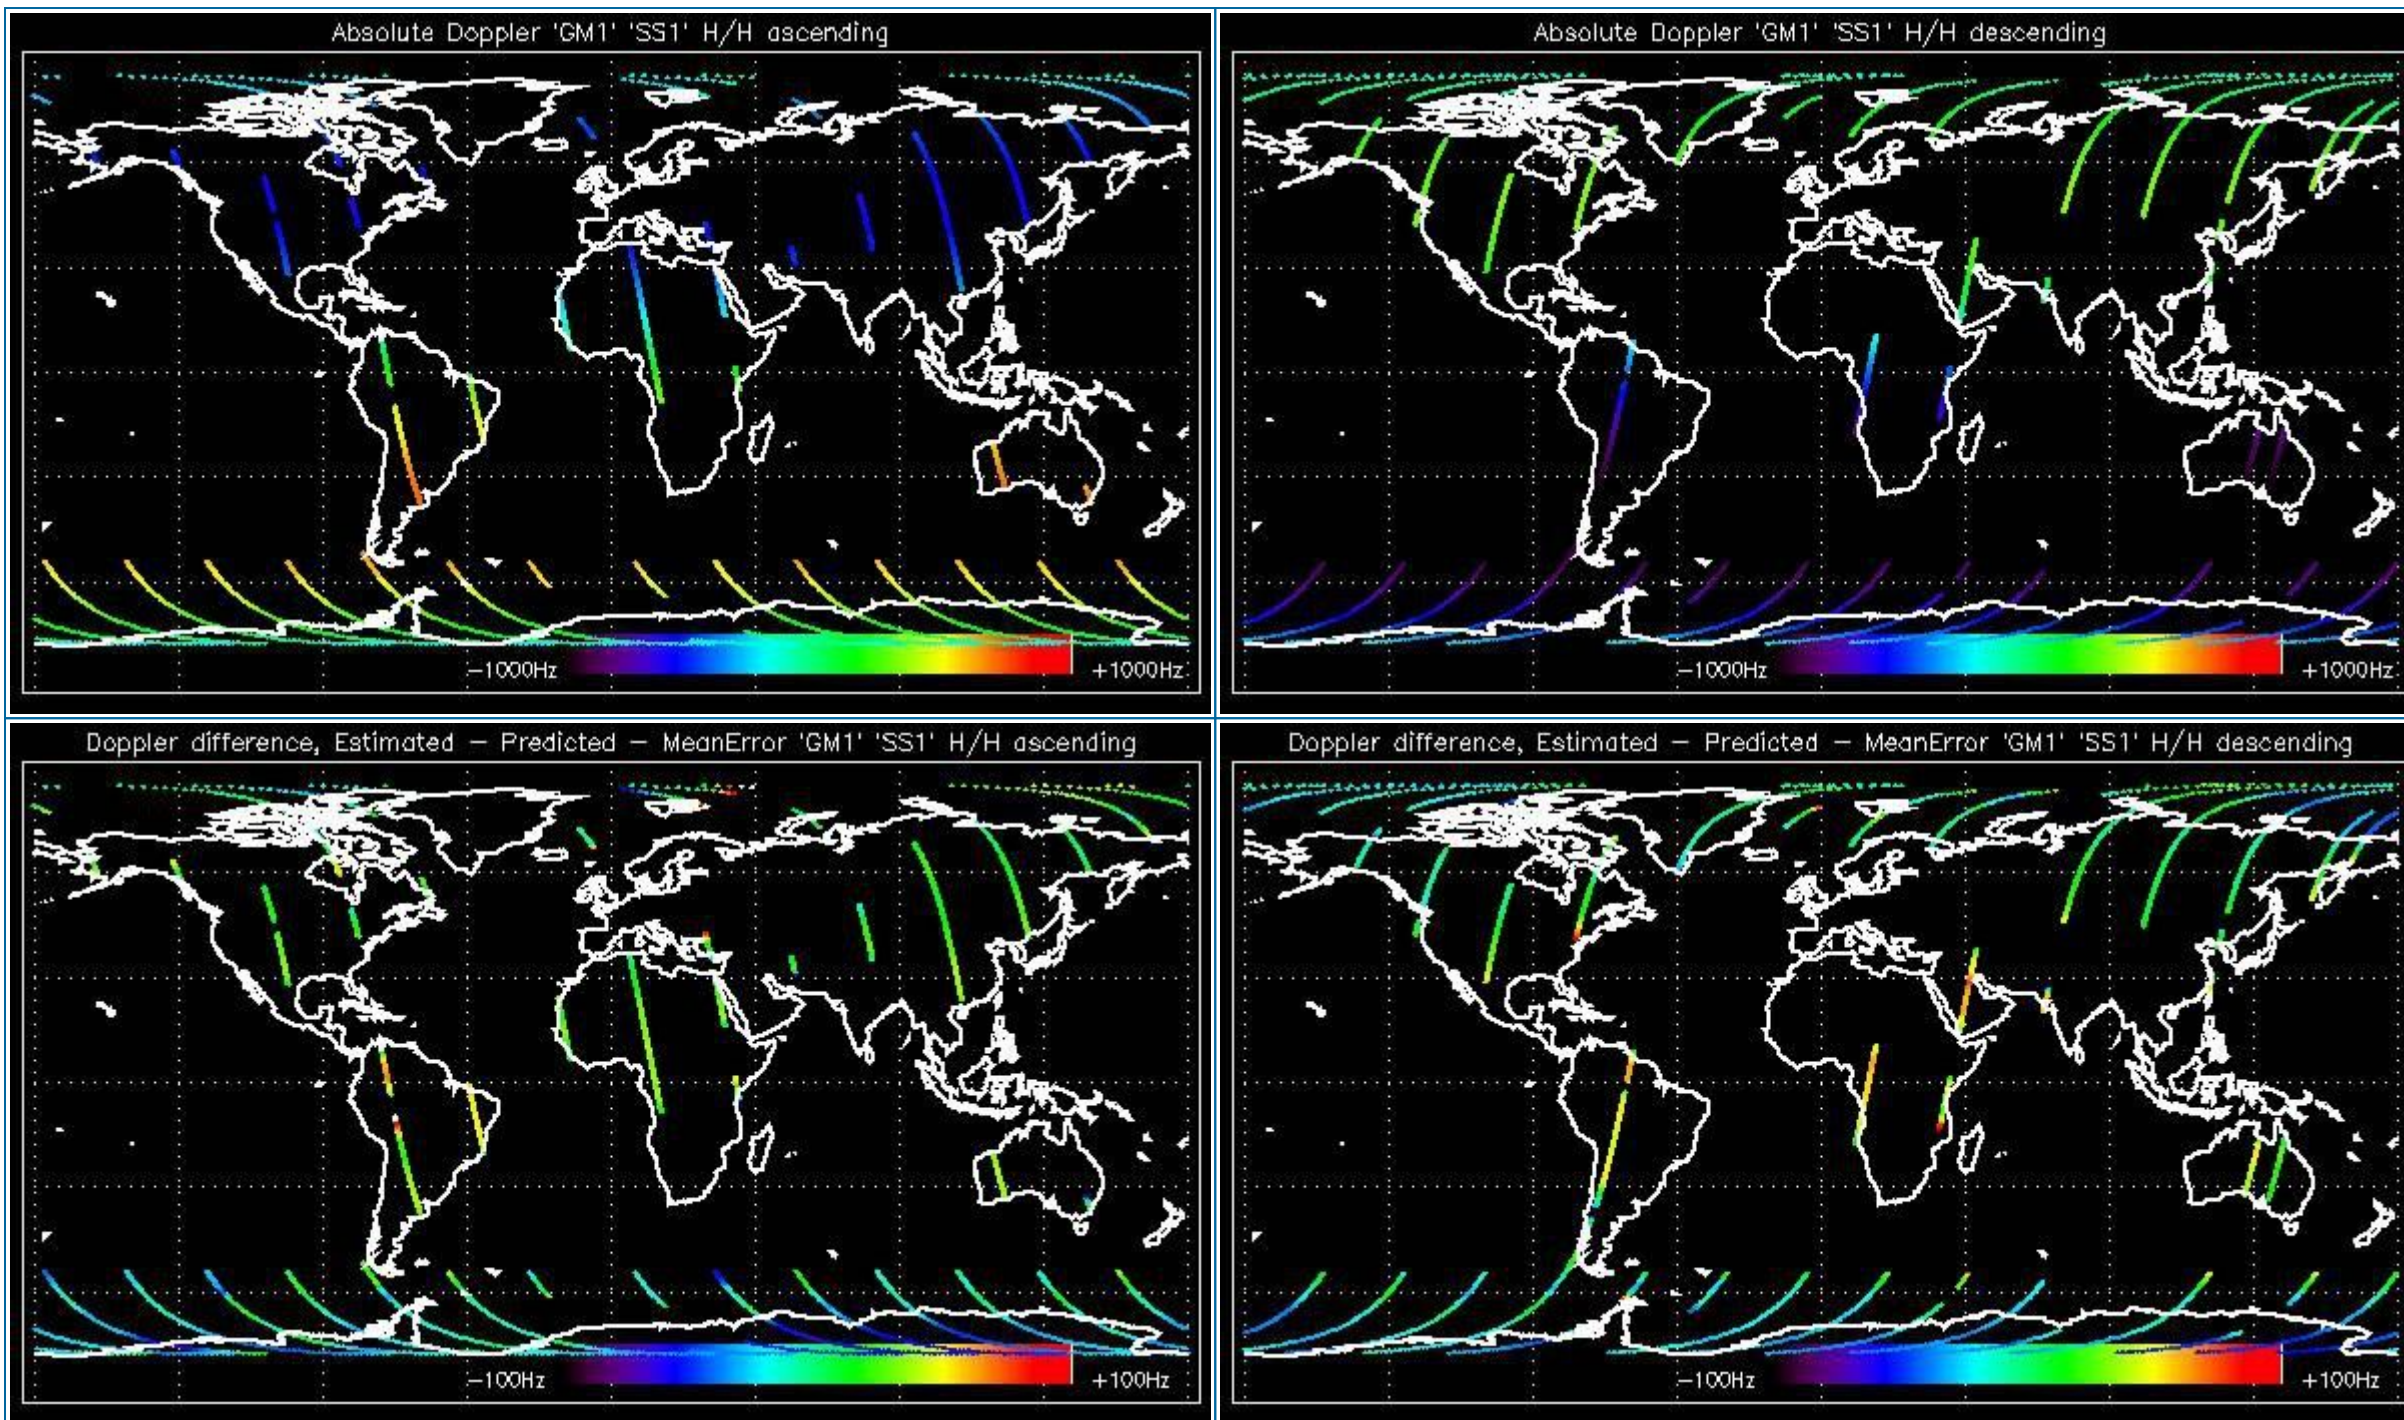 Absolute Doppler 'GM1' 'SS1' H/H ascending
-1000Hz
+1000Hz
Absolute Doppler 'GM1' 'SS1' H/H descending
-1000Hz
+1000Hz
Doppler difference, Estimated - Predicted - MeanError 'GM1' 'SS1' H/H ascending
-100Hz
+100Hz
Doppler difference, Estimated - Predicted - MeanError 'GM1' 'SS1' H/H descending
-100Hz
+100Hz